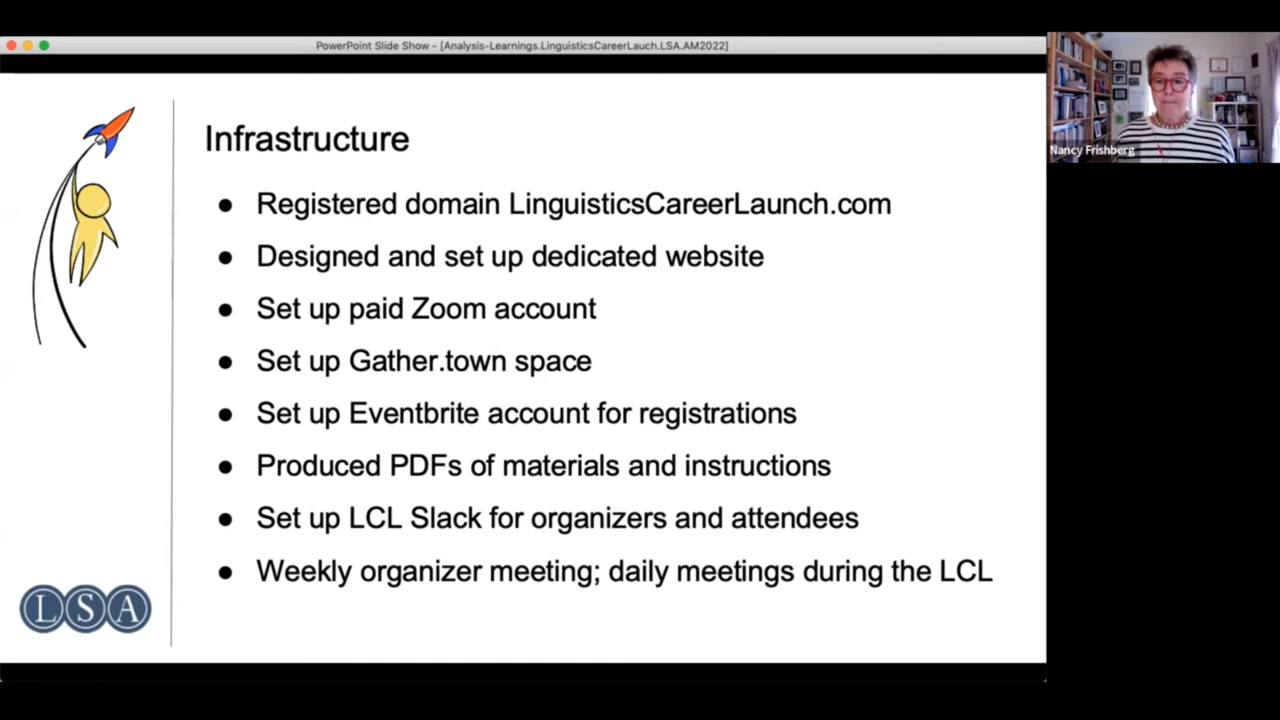 PowerPoint Slide Show - [Analysis-Learnings.LinguisticsCareerLauch.LSA.AM2022]
Infrastructure
● Registered domain LinguisticsCareerLaunch.com
● Designed and set up dedicated website
● Set up paid Zoom account
● Set up Gather.town space
● Set up Eventbrite account for registrations
● Produced PDFs of materials and instructions
● Set up LCL Slack for organizers and attendees
● Weekly organizer meeting; daily meetings during the LCL
LSA
Nancy Frishberg